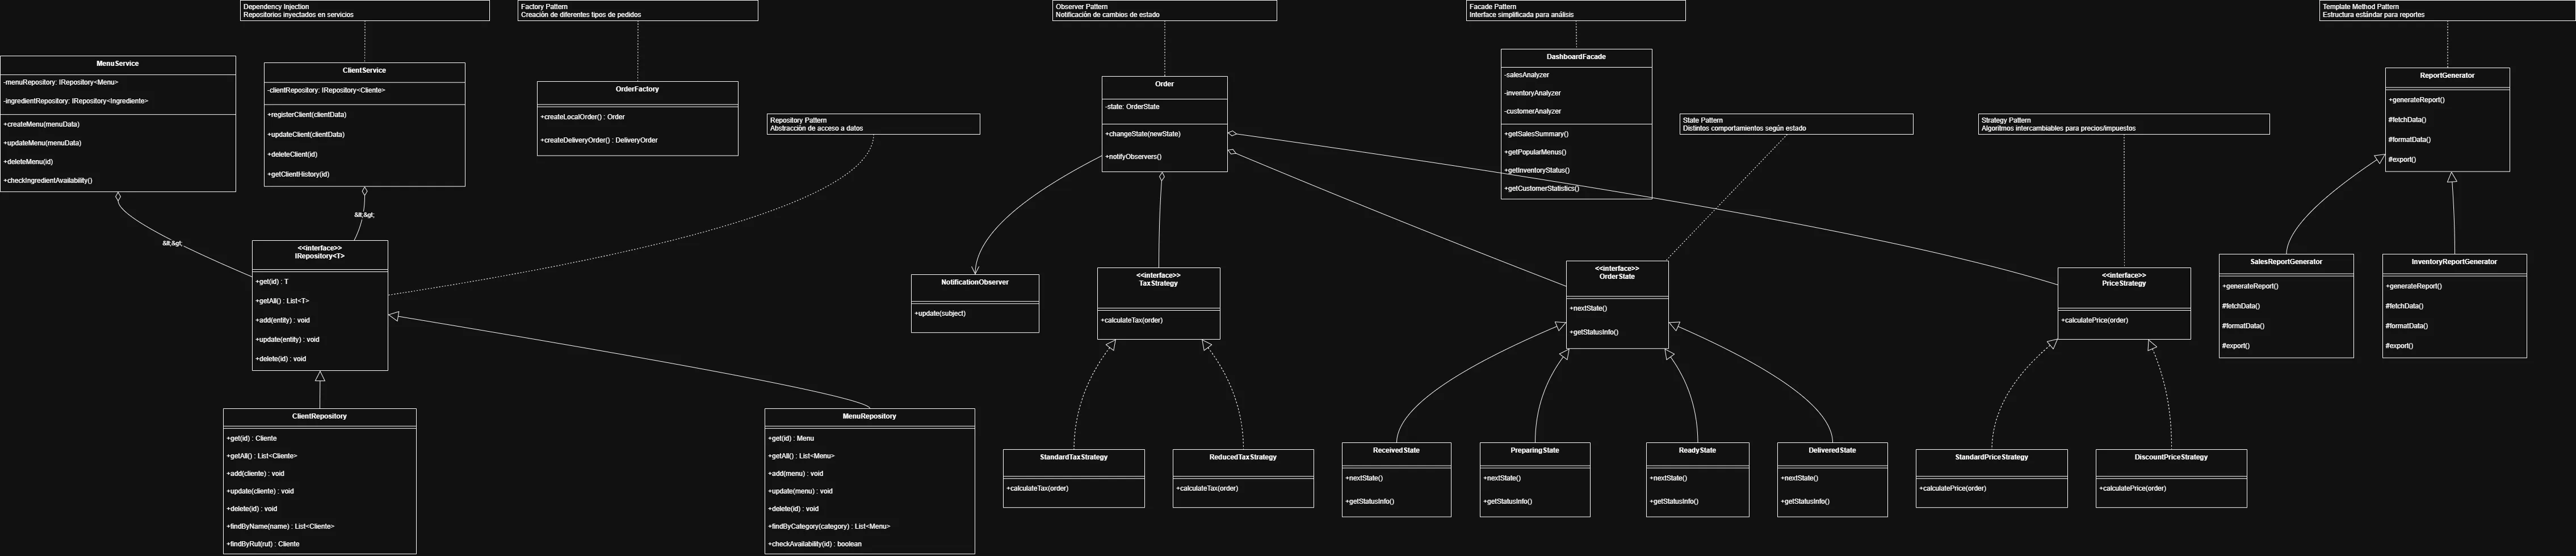 Dependency Injection
Repositorios inyectados en servicios
Factory Pattern
Creación de diferentes tipos de pedidos
Observer Pattern
Notificación de cambios de estado
Facade Pattern
Interface simplificada para análisis
Template Method Pattern
Estructura estándar para reportes
MenuService
-menuRepository: IRepository<Menu>
-ingredientRepository: IRepository<Ingrediente>
+createMenu(menuData)
+updateMenu(menuData)
+deleteMenu(id)
+checkIngredientAvailability()
ClientService
-clientRepository: IRepository<Cliente>
+registerClient(clientData)
+updateClient(clientData)
+deleteClient(id)
+getClientHistory(id)
OrderFactory
+createLocalOrder() : Order
+createDeliveryOrder() : DeliveryOrder
Repository Pattern
Abstracción de acceso a datos
Order
-state: OrderState
+changeState(newState)
+notifyObservers()
DashboardFacade
-salesAnalyzer
-inventoryAnalyzer
-customerAnalyzer
+getSalesSummary()
+getPopularMenus()
+getInventoryStatus()
+getCustomerStatistics()
State Pattern
Distintos comportamientos según estado
Strategy Pattern
Algoritmos intercambiables para precios/impuestos
ReportGenerator
+generateReport()
#fetchData()
#formatData()
#export()
&lt;&gt;
&lt;&gt;
<<interface>>
IRepository<T>
+get(id) : T
+getAll() : List<T>
+add(entity) : void
+update(entity) : void
+delete(id) : void
NotificationObserver
+update(subject)
<<interface>>
TaxStrategy
+calculateTax(order)
<<interface>>
OrderState
+nextState()
+getStatusInfo()
<<interface>>
PriceStrategy
+calculatePrice(order)
SalesReportGenerator
+generateReport()
#fetchData()
#formatData()
#export()
InventoryReportGenerator
+generateReport()
#fetchData()
#formatData()
#export()
ClientRepository
+get(id) : Cliente
+getAll() : List<Cliente>
+add(cliente) : void
+update(cliente) : void
+delete(id) : void
+findByName(name) : List<Cliente>
+findByRut(rut) : Cliente
MenuRepository
+get(id) : Menu
+getAll() : List<Menu>
+add(menu) : void
+update(menu) : void
+delete(id) : void
+findByCategory(category) : List<Menu>
+checkAvailability(id) : boolean
StandardTaxStrategy
+calculateTax(order)
ReducedTaxStrategy
+calculateTax(order)
ReceivedState
+nextState()
+getStatusInfo()
PreparingState
+nextState()
+getStatusInfo()
ReadyState
+nextState()
+getStatusInfo()
DeliveredState
+nextState()
+getStatusInfo()
StandardPriceStrategy
+calculatePrice(order)
DiscountPriceStrategy
+calculatePrice(order)